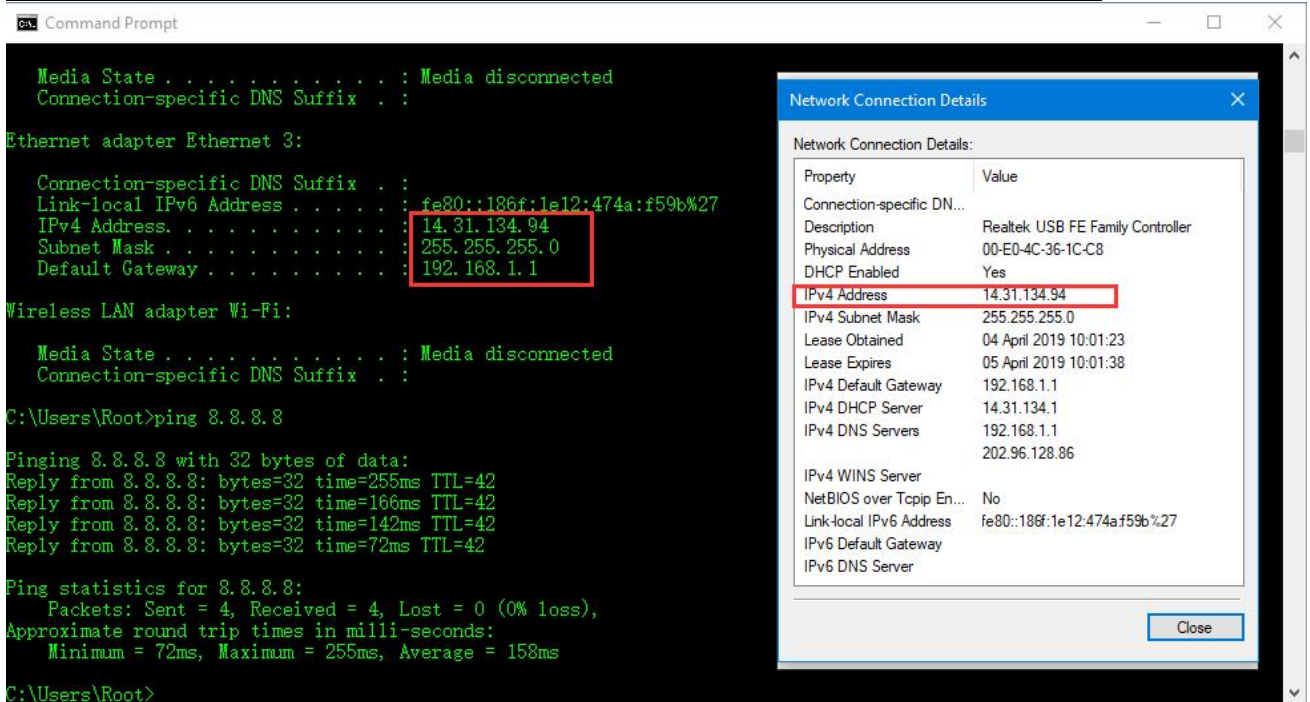 Command Prompt
Media State . . . . . . . . . . . : Media disconnected
Connection-specific DNS Suffix  . :
Ethernet adapter Ethernet 3:
Connection-specific DNS Suffix  . :
Link-local IPv6 Address . . . . . : fe80::186f:1e12:474a:f59b%27
IPv4 Address. . . . . . . . . . . : 14.31.134.94
Subnet Mask . . . . . . . . . . . : 255.255.255.0
Default Gateway . . . . . . . . . : 192.168.1.1
Wireless LAN adapter Wi-Fi:
Media State . . . . . . . . . . . : Media disconnected
Connection-specific DNS Suffix  . :
C:\Users\Root>ping 8.8.8.8
Pinging 8.8.8.8 with 32 bytes of data:
Reply from 8.8.8.8: bytes=32 time=255ms TTL=42
Reply from 8.8.8.8: bytes=32 time=166ms TTL=42
Reply from 8.8.8.8: bytes=32 time=142ms TTL=42
Reply from 8.8.8.8: bytes=32 time=72ms TTL=42
Ping statistics for 8.8.8.8:
Packets: Sent = 4, Received = 4, Lost = 0 (0% loss),
Approximate round trip times in milli-seconds:
Minimum = 72ms, Maximum = 255ms, Average = 158ms
C:\Users\Root>
Network Connection Details
Network Connection Details:
Property Value
Connection-specific DN...
Description Realtek USB FE Family Controller
Physical Address 00-E0-4C-36-1C-C8
DHCP Enabled Yes
IPv4 Address 14.31.134.94
IPv4 Subnet Mask 255.255.255.0
Lease Obtained 04 April 2019 10:01:23
Lease Expires 05 April 2019 10:01:38
IPv4 Default Gateway 192.168.1.1
IPv4 DHCP Server 14.31.134.1
IPv4 DNS Servers 192.168.1.1
202.96.128.86
IPv4 WINS Server
NetBIOS over Tcpip En... No
Link-local IPv6 Address fe80::186f:1e12:474a:f59b%27
IPv6 Default Gateway
IPv6 DNS Server
Close